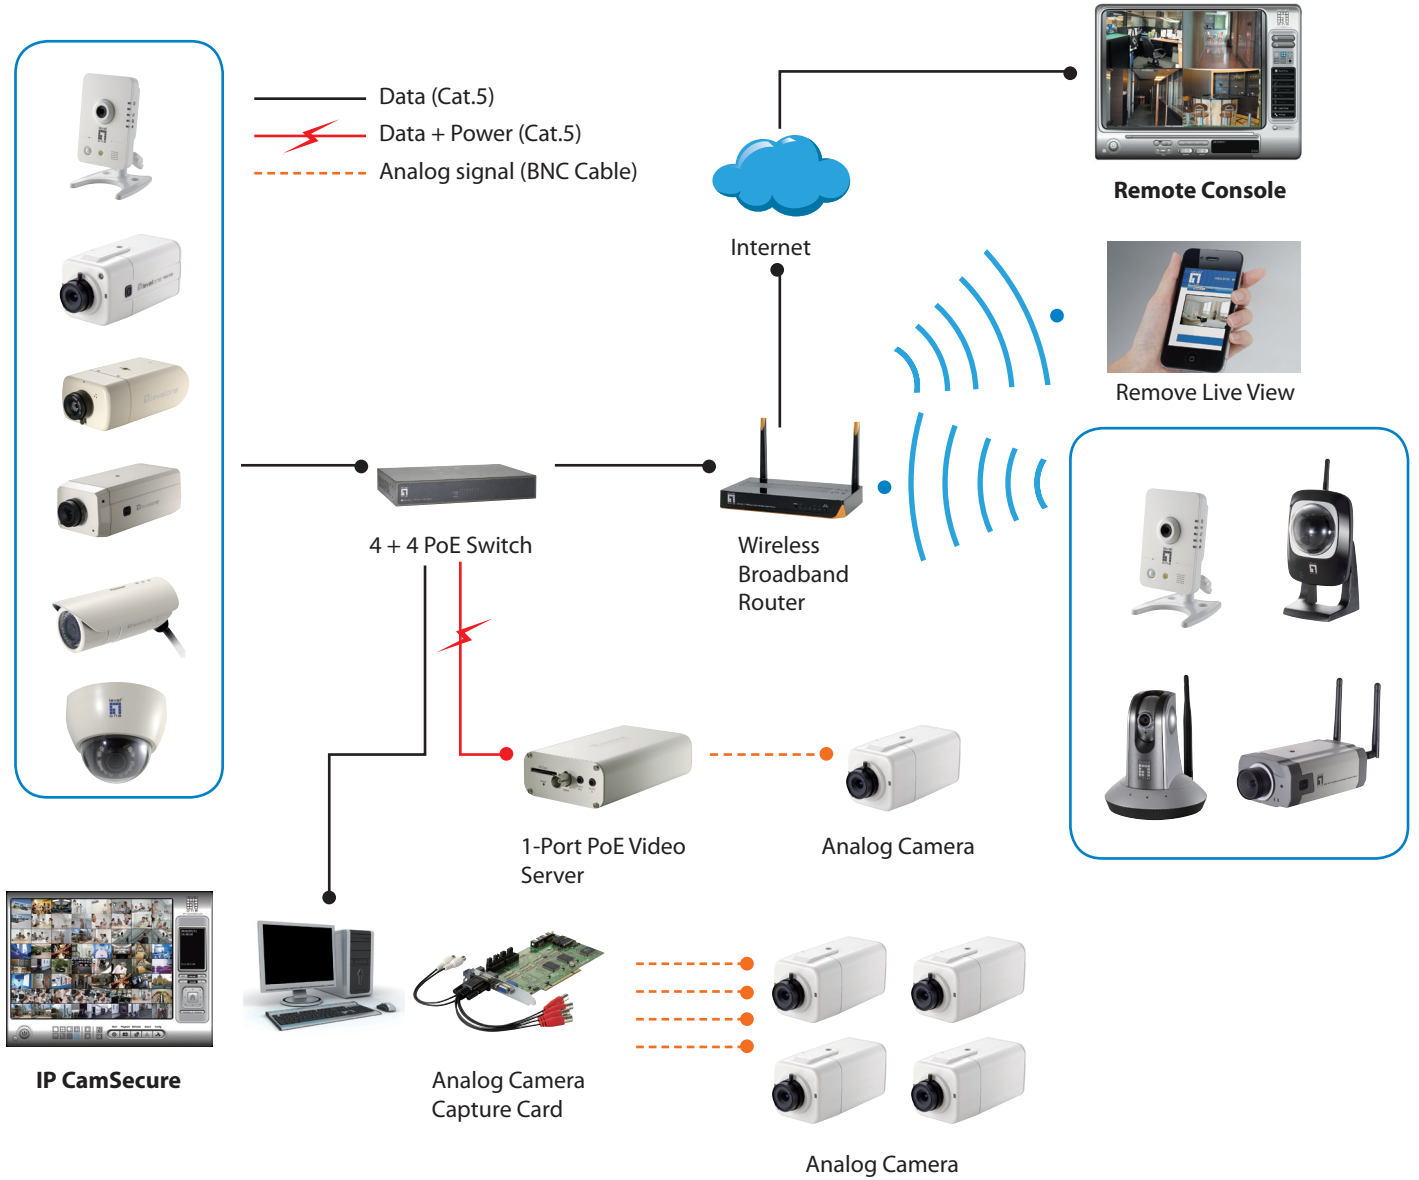 Data (Cat.5)
Data + Power (Cat.5)
Analog signal (BNC Cable)
Remote Console
Internet
Remove Live View
4 + 4 PoE Switch
Wireless
Broadband
Router
1-Port PoE Video
Server
Analog Camera
IP CamSecure
Analog Camera
Capture Card
Analog Camera
level one